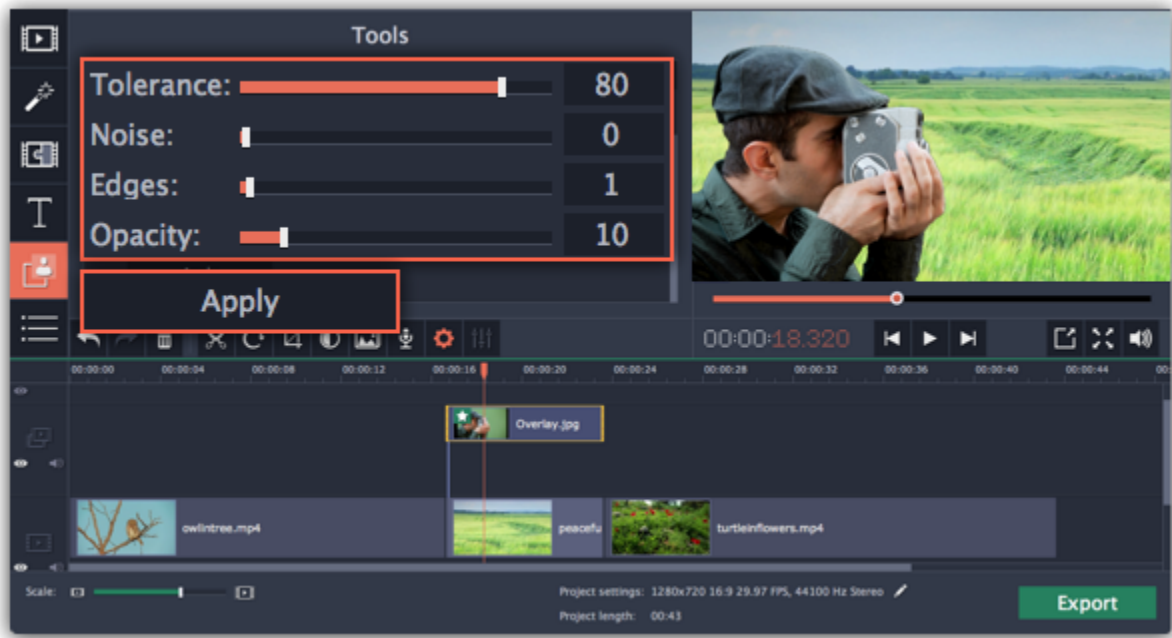 Tools
Tolerance: 80
Noise: 0
Edges: 1
Opacity: 10
Apply
T
00:00:18.320
00:00:00 00:00:04 00:00:08 00:00:12 00:00:16 00:00:20 00:00:24 00:00:28 00:00:32 00:00:36 00:00:40 00:00:44 00:
Overlay.jpg
owlintree.mp4 peacefu turtleinflowers.mp4
Scale: Project settings: 1280x720 16:9 29.97 FPS, 44100 Hz Stereo
Project length: 00:43
Export